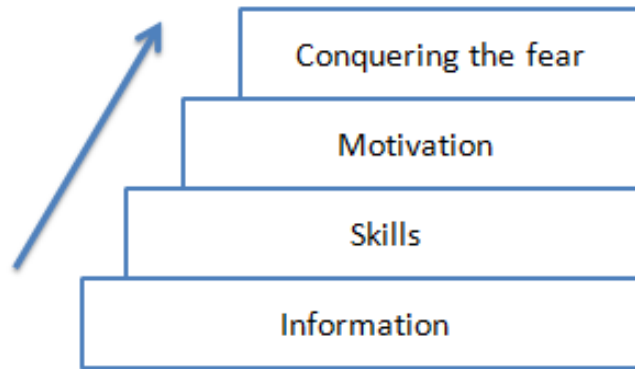 Conquering the fear
Motivation
Skills
Information